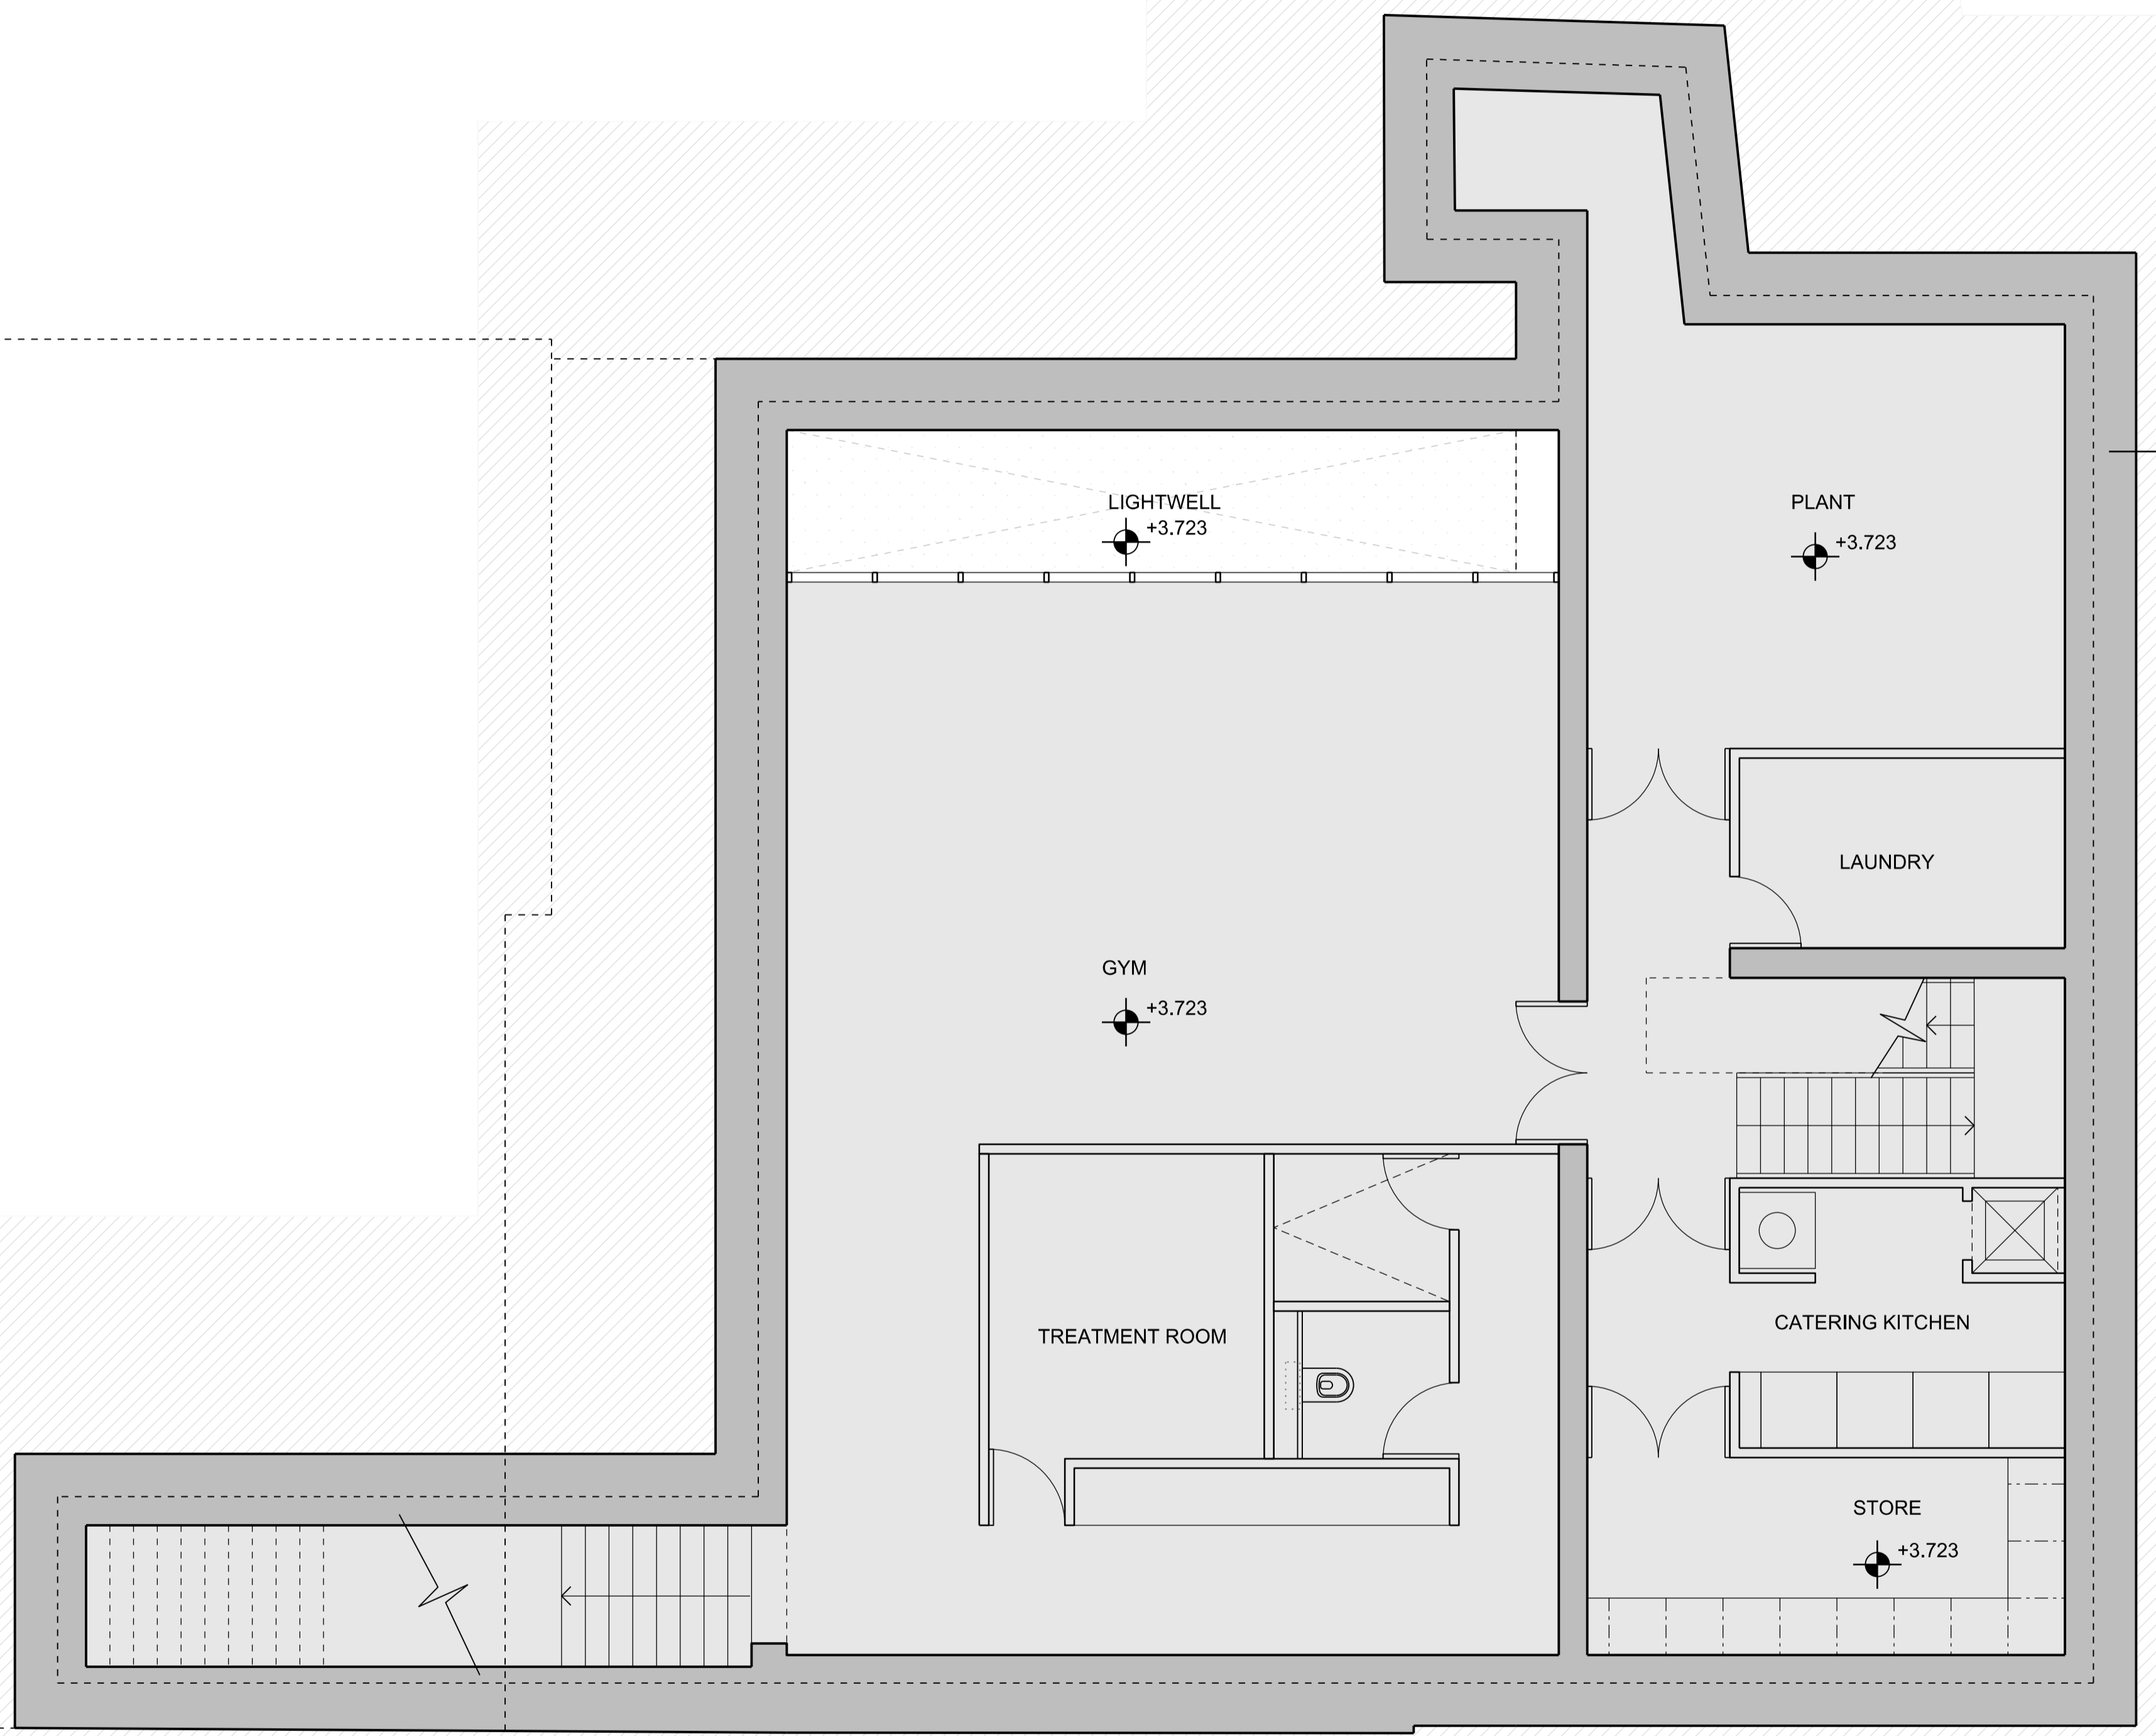 LIGHTWELL
+3.723
PLANT
+3.723
LAUNDRY
GYM
+3.723
TREATMENT ROOM
CATERING KITCHEN
STORE
+3.723